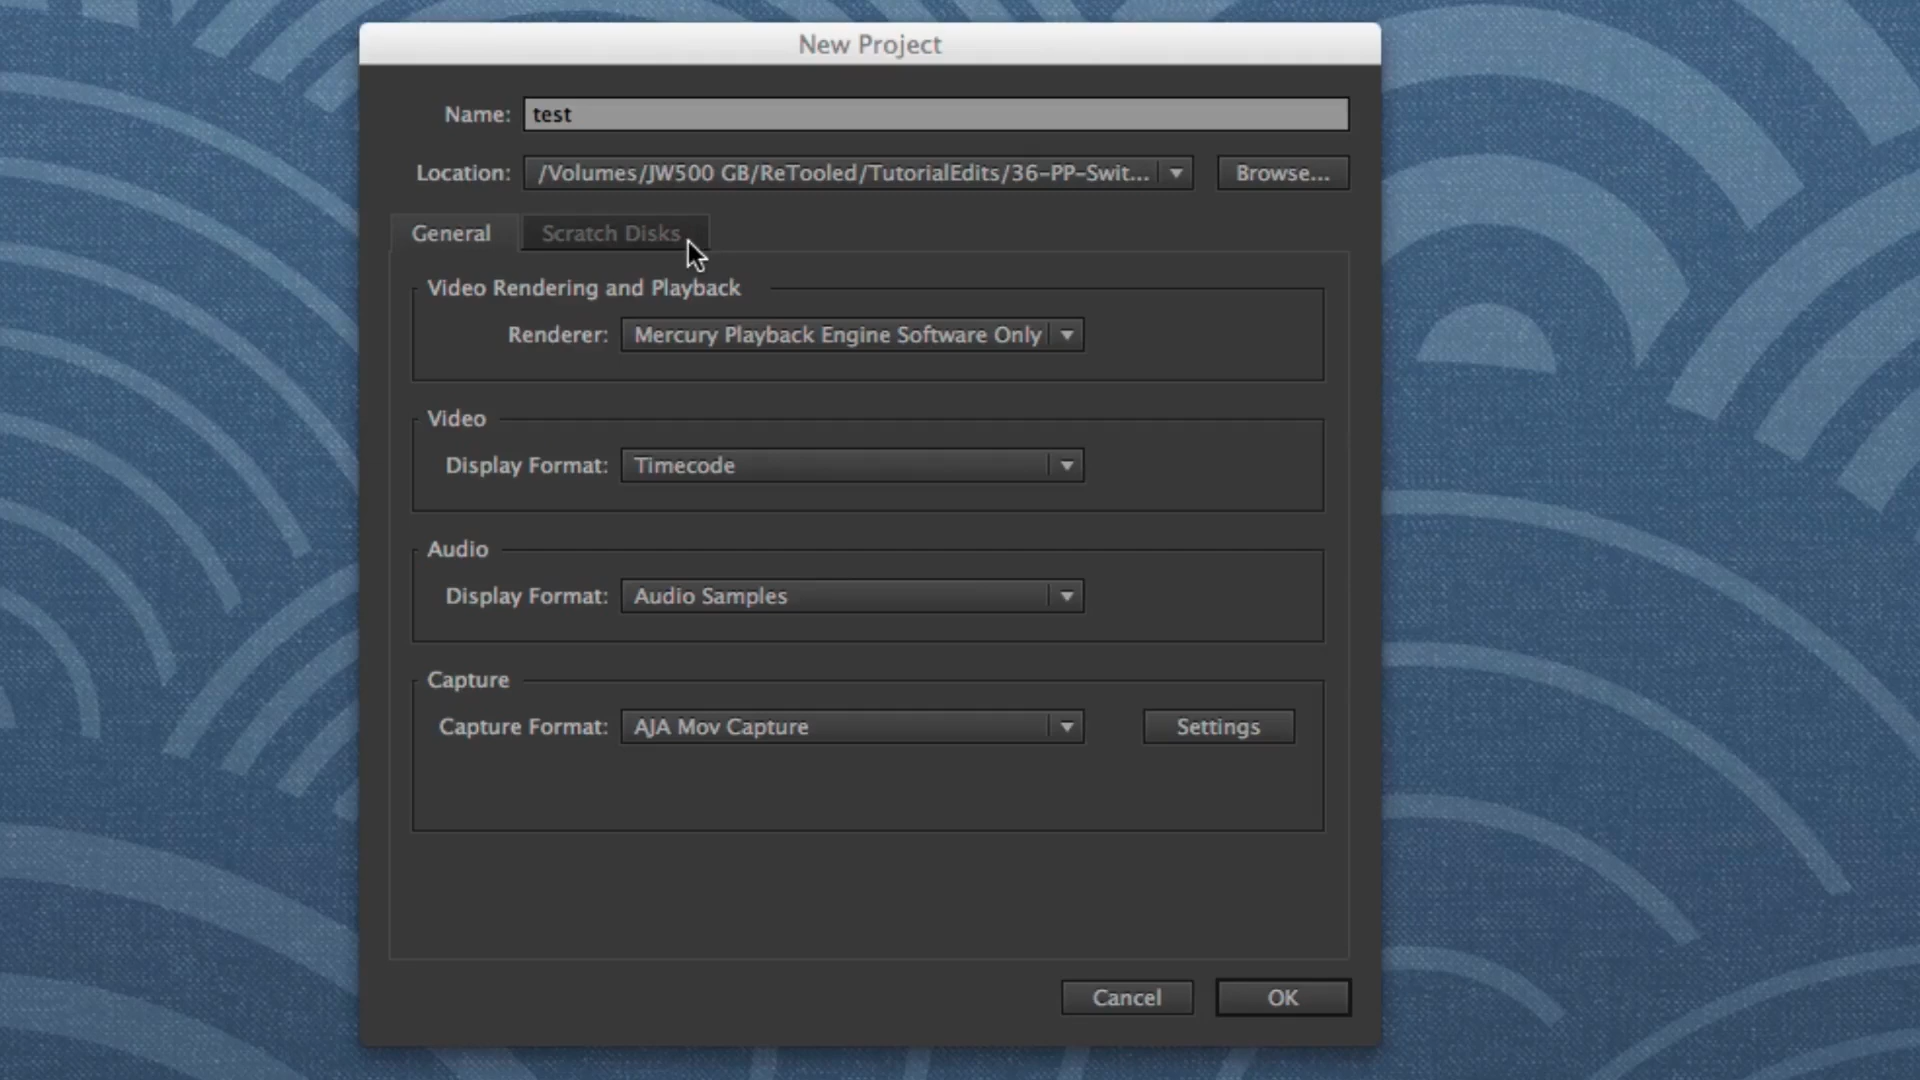 New Project
Name: test
Location: /Volumes/JW500 GB/ReTooled/TutorialEdits/36-PP-Swit... Browse...
General Scratch Disks
Video Rendering and Playback
Renderer: Mercury Playback Engine Software Only
Video
Display Format: Timecode
Audio
Display Format: Audio Samples
Capture
Capture Format: AJA Mov Capture Settings
Cancel OK